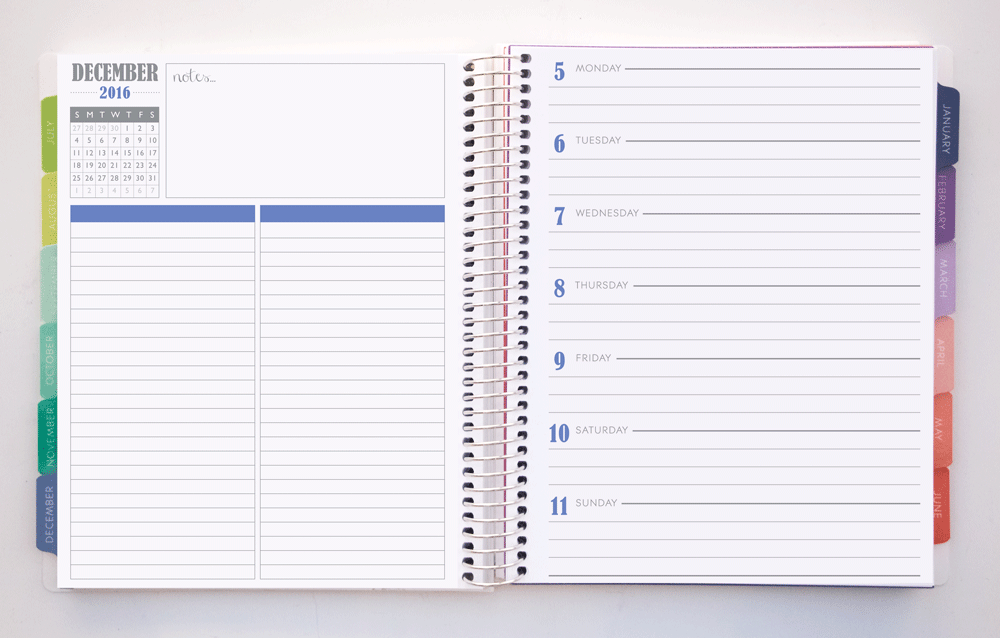 DECEMBER
2016
notes...
S M T W T F S
27 28 29 30 1 2 3
4 5 6 7 8 9 10
11 12 13 14 15 16 17
18 19 20 21 22 23 24
25 26 27 28 29 30 31
1 2 3 4 5 6 7
JULY
AUGUST
OCTOBER
NOVEMBER
DECEMBER
5 MONDAY
6 TUESDAY
7 WEDNESDAY
8 THURSDAY
9 FRIDAY
10 SATURDAY
11 SUNDAY
JANUARY
FEBRUARY
MARCH
APRIL
MAY
JUNE